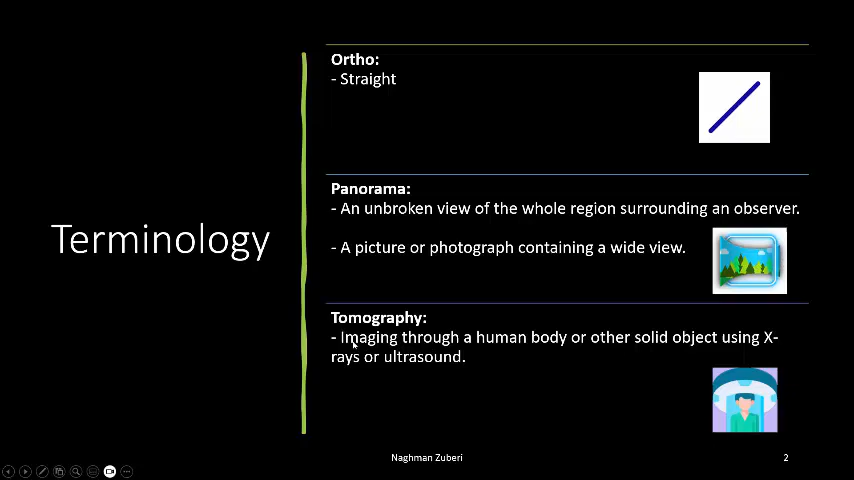 Terminology
Ortho:
- Straight
Panorama:
- An unbroken view of the whole region surrounding an observer.
- A picture or photograph containing a wide view.
Tomography:
- Imaging through a human body or other solid object using X-
rays or ultrasound.
Naghman Zuberi
2